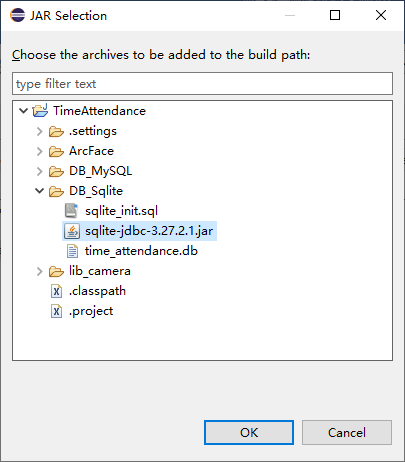 JAR Selection
Choose the archives to be added to the build path:
type filter text
TimeAttendance
.settings
ArcFace
DB_MySQL
DB_Sqlite
sqlite_init.sql
sqlite-jdbc-3.27.2.1.jar
time_attendance.db
lib_camera
.classpath
.project
OK
Cancel